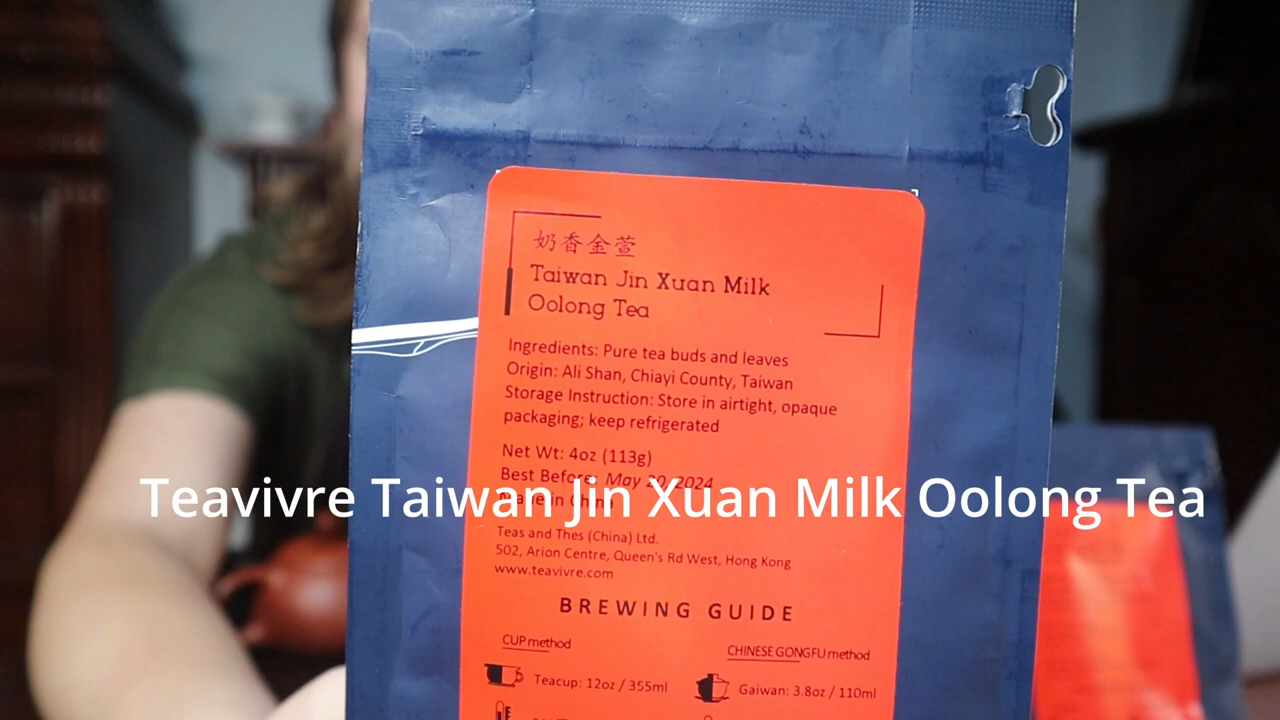 奶香金萱
Taiwan Jin Xuan Milk
Oolong Tea
Ingredients: Pure tea buds and leaves
Origin: Ali Shan, Chiayi County, Taiwan
Storage Instruction: Store in airtight, opaque
packaging; keep refrigerated
Net Wt: 4oz (113g)
Best Before: May 20 2024
Made in China
Teavivre Taiwan Jin Xuan Milk Oolong Tea
Teas and Thes (China) Ltd.
502, Arion Centre, Queen's Rd West, Hong Kong
www.teavivre.com
BREWING GUIDE
CUP method
CHINESE GONGFU method
Teacup: 12oz / 355ml
Gaiwan: 3.8oz / 110ml